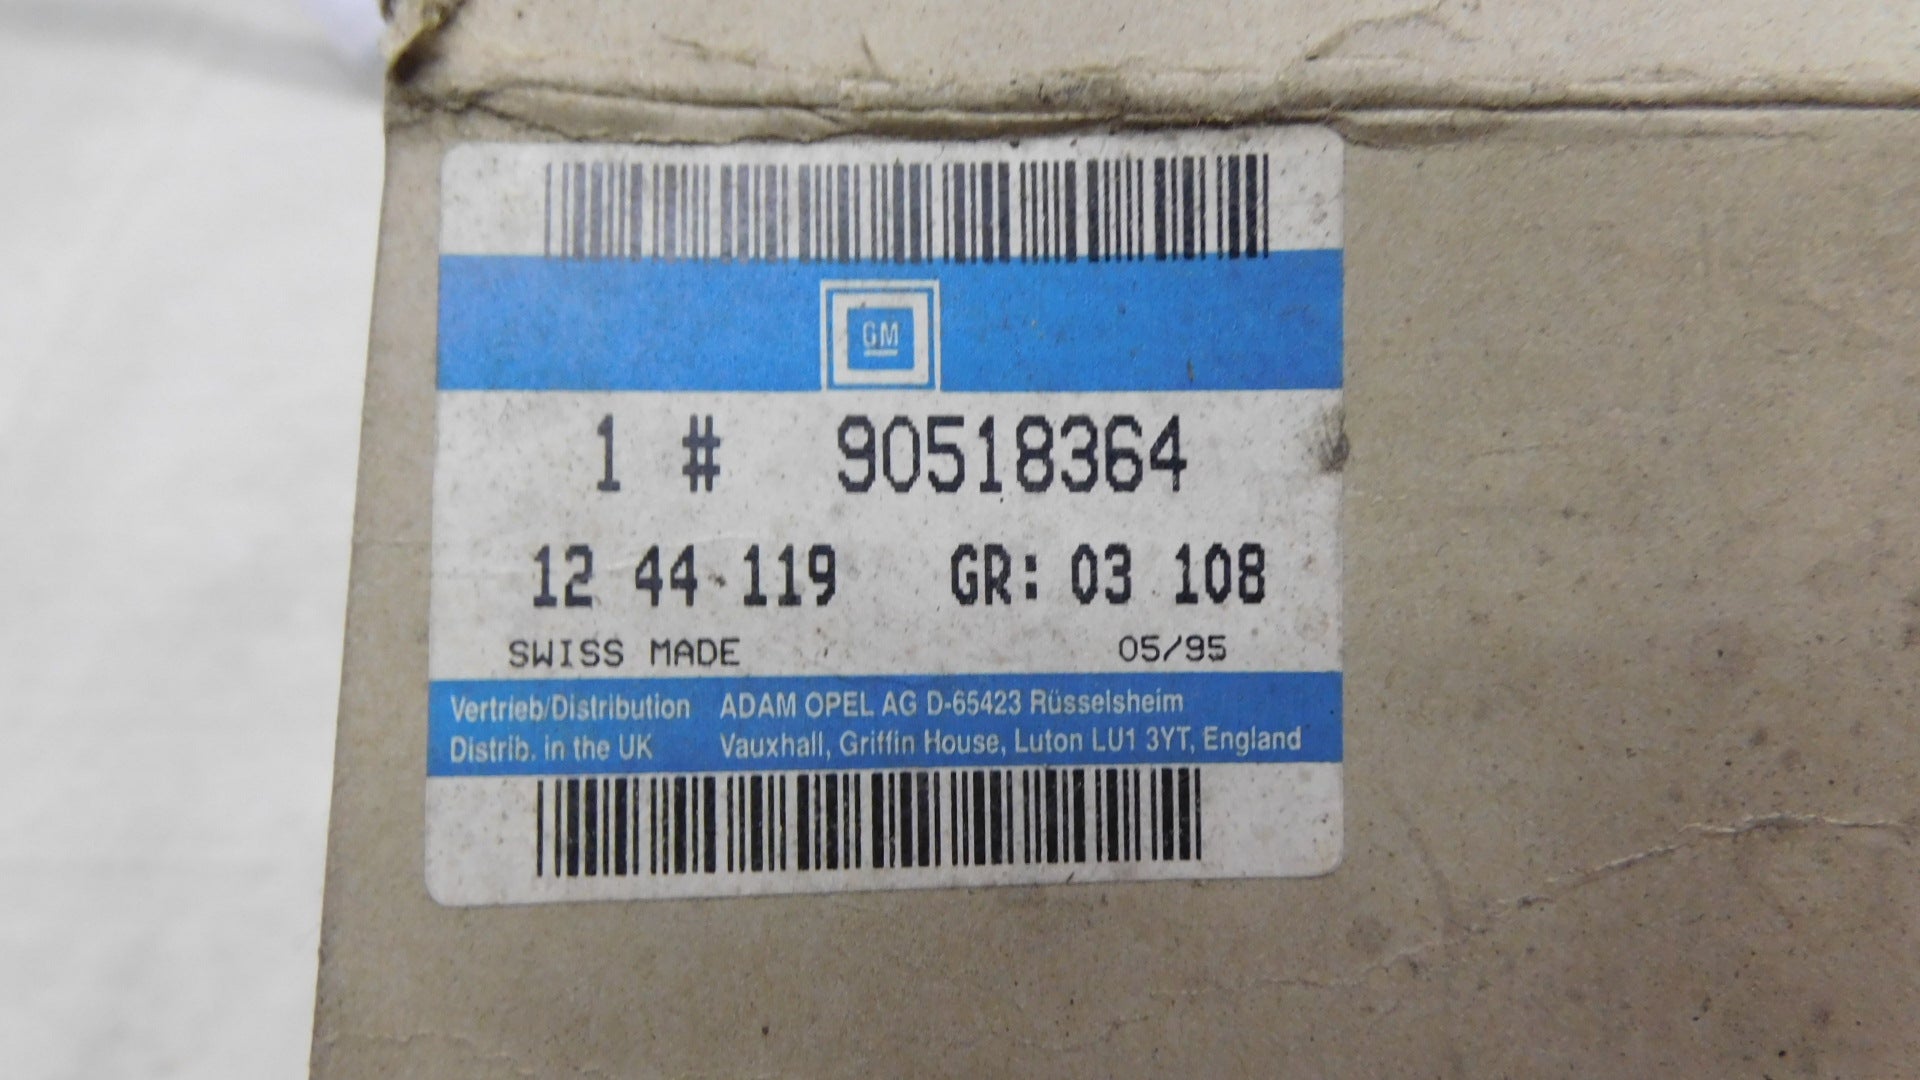 GM
1 # 90518364
12 44 119 GR: 03 108
SWISS MADE 05/95
Vertrieb/Distribution ADAM OPEL AG D-65423 Rüsselsheim
Distrib. in the UK Vauxhall, Griffin House, Luton LU1 3YT, England